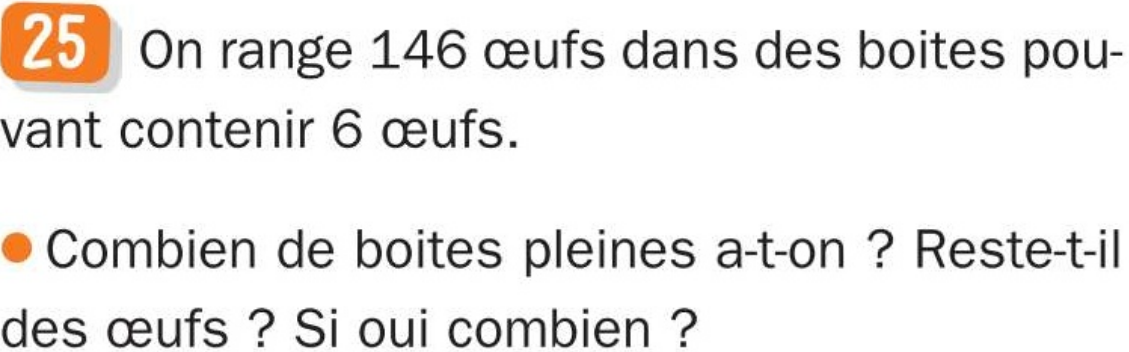 25 On range 146 œufs dans des boites pou-
vant contenir 6 œufs.
● Combien de boites pleines a-t-on ? Reste-t-il
des œufs ? Si oui combien ?